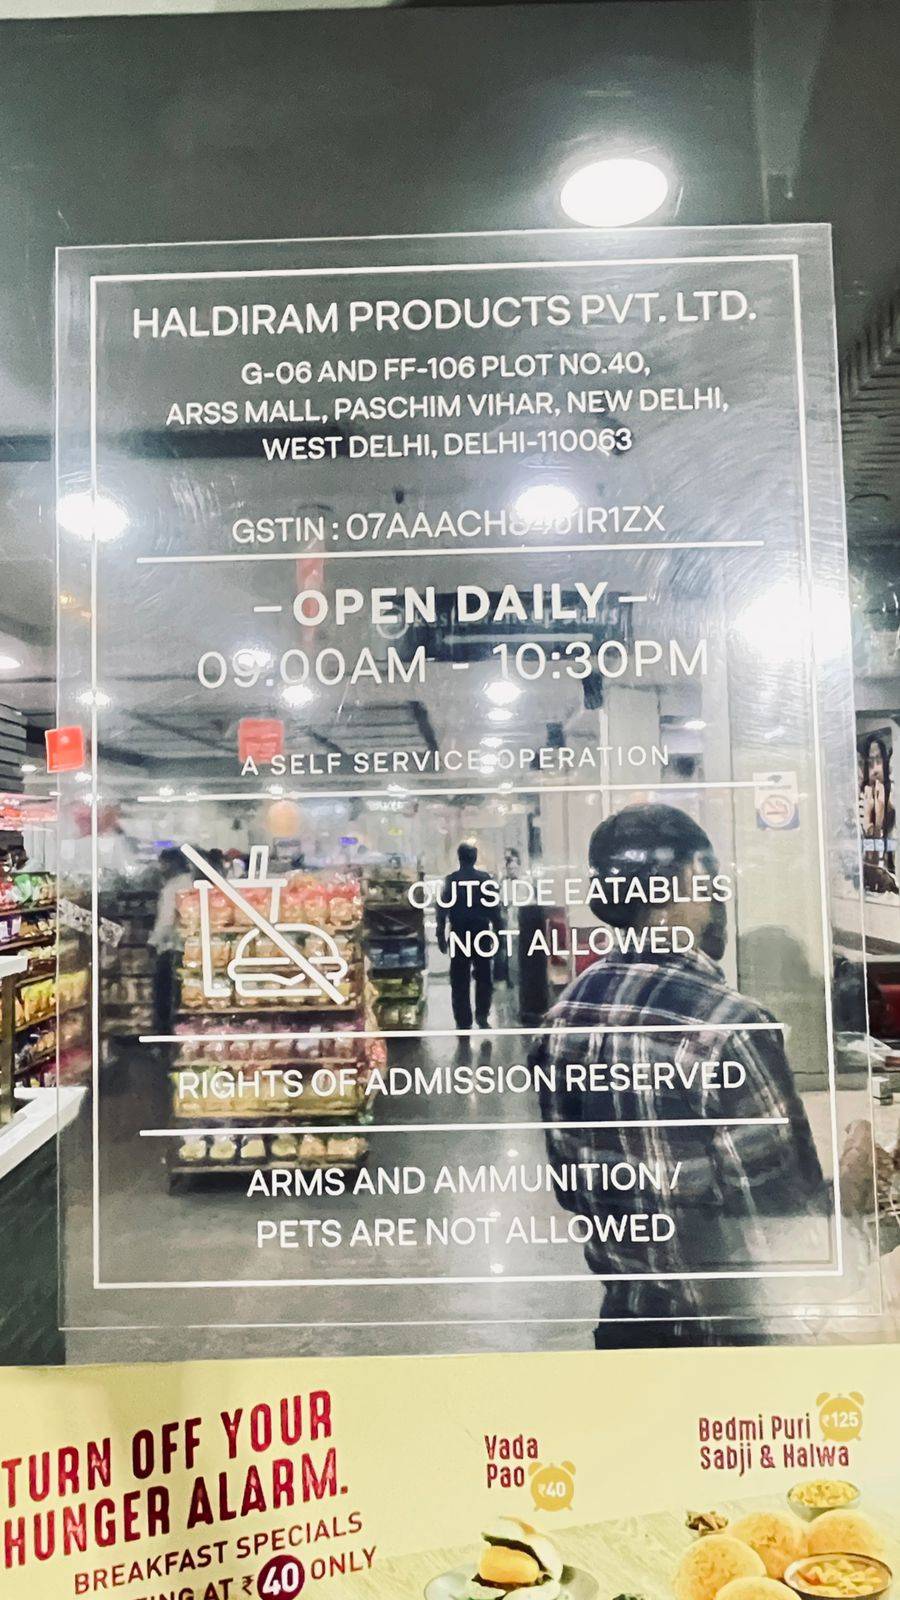 HALDIRAM PRODUCTS PVT. LTD.
G-06 AND FF-106 PLOT NO.40,
ARSS MALL, PASCHIM VIHAR, NEW DELHI,
WEST DELHI, DELHI-110063
GSTIN :
– OPEN DAILY –
09:00AM - 10:30PM
A SELF SERVICE OPERATION
OUTSIDE EATABLES
NOT ALLOWED
RIGHTS OF ADMISSION RESERVED
ARMS AND AMMUNITION /
PETS ARE NOT ALLOWED
TURN OFF YOUR
HUNGER ALARM.
BREAKFAST SPECIALS
AT ₹ 40 ONLY
Vada
Pao ₹40
Bedmi Puri ₹125
Sabji & Halwa